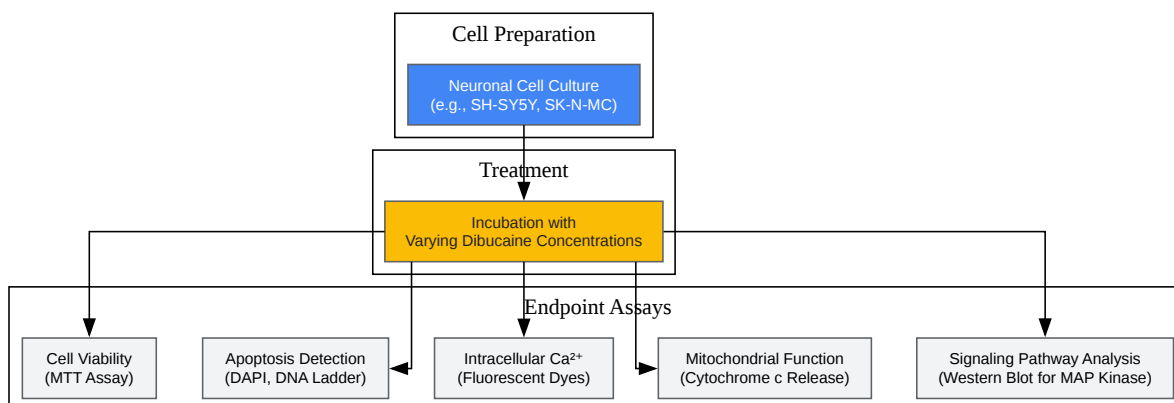 Cell Preparation
Neuronal Cell Culture
(e.g., SH-SY5Y, SK-N-MC)
Treatment
Incubation with
Varying Dibucaine Concentrations
Endpoint Assays
Cell Viability
(MTT Assay)
Apoptosis Detection
(DAPI, DNA Ladder)
Intracellular Ca²⁺
(Fluorescent Dyes)
Mitochondrial Function
(Cytochrome c Release)
Signaling Pathway Analysis
(Western Blot for MAP Kinase)